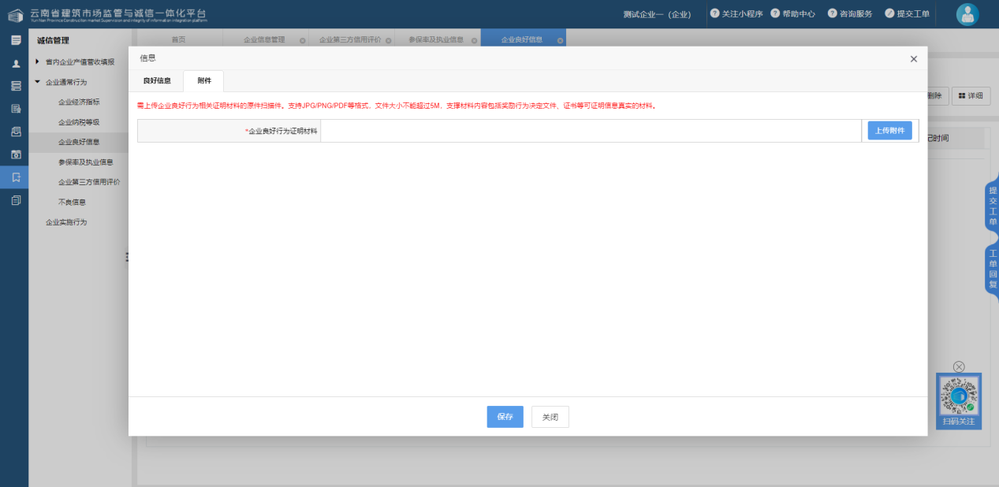 云南省建筑市场监管与诚信一体化平台
Yun Nan Province Construction market Supervision and integrity of information integration platform
测试企业一（企业）
关注小程序
帮助中心
咨询服务
提交工单
诚信管理
首页
企业信息管理
企业第三方信用评价
参保率及执业信息
企业良好信息
省内企业产值营收填报
企业通常行为
企业经济指标
企业纳税等级
企业良好信息
参保率及执业信息
企业第三方信用评价
不良信息
企业实施行为
信息
良好信息
附件
需上传企业良好行为相关证明材料的原件扫描件。支持JPG/PNG/PDF等格式，文件大小不能超过5M，支撑材料内容包括奖励行为决定文件、证书等可证明信息真实的材料。
*企业良好行为证明材料
上传附件
保存
关闭
删除
详细
记时间
提交工单
工单回复
扫码关注